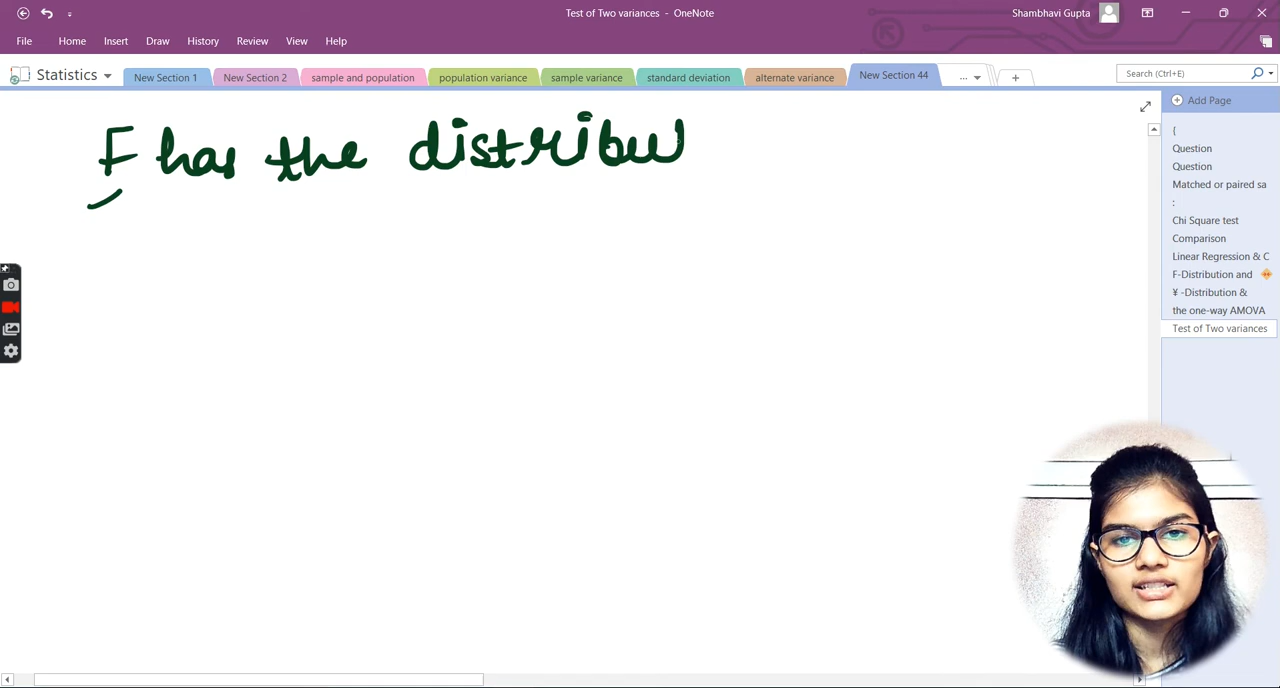 Test of Two variances - OneNote
Shambhavi Gupta
File Home Insert Draw History Review View Help
Statistics
New Section 1
New Section 2
sample and population
population variance
sample variance
standard deviation
alternate variance
New Section 44
...
Search (Ctrl+E)
Add Page
F has the distribu
{
Question
Question
Matched or paired sa
:
Chi Square test
Comparison
Linear Regression & C
F-Distribution and
¥ -Distribution &
the one-way AMOVA
Test of Two variances